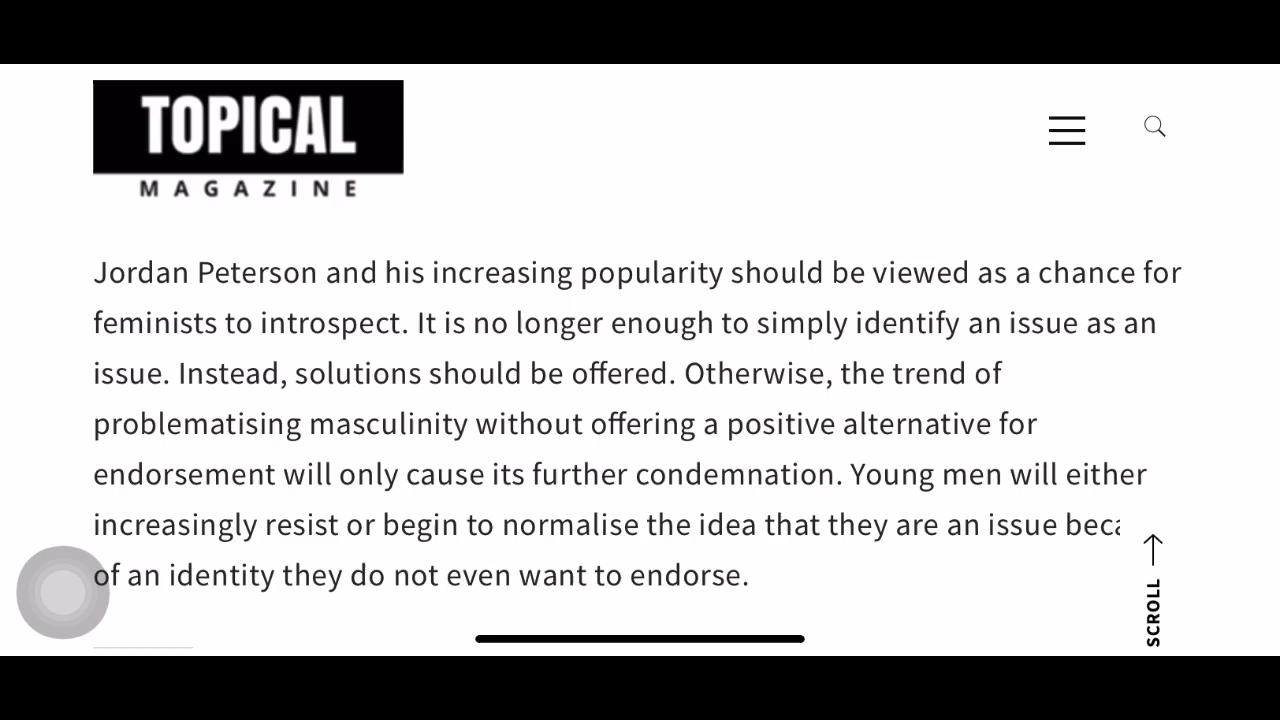 TOPICAL
MAGAZINE
Jordan Peterson and his increasing popularity should be viewed as a chance for
feminists to introspect. It is no longer enough to simply identify an issue as an
issue. Instead, solutions should be offered. Otherwise, the trend of
problematising masculinity without offering a positive alternative for
endorsement will only cause its further condemnation. Young men will either
increasingly resist or begin to normalise the idea that they are an issue
of an identity they do not even want to endorse.
SCROLL